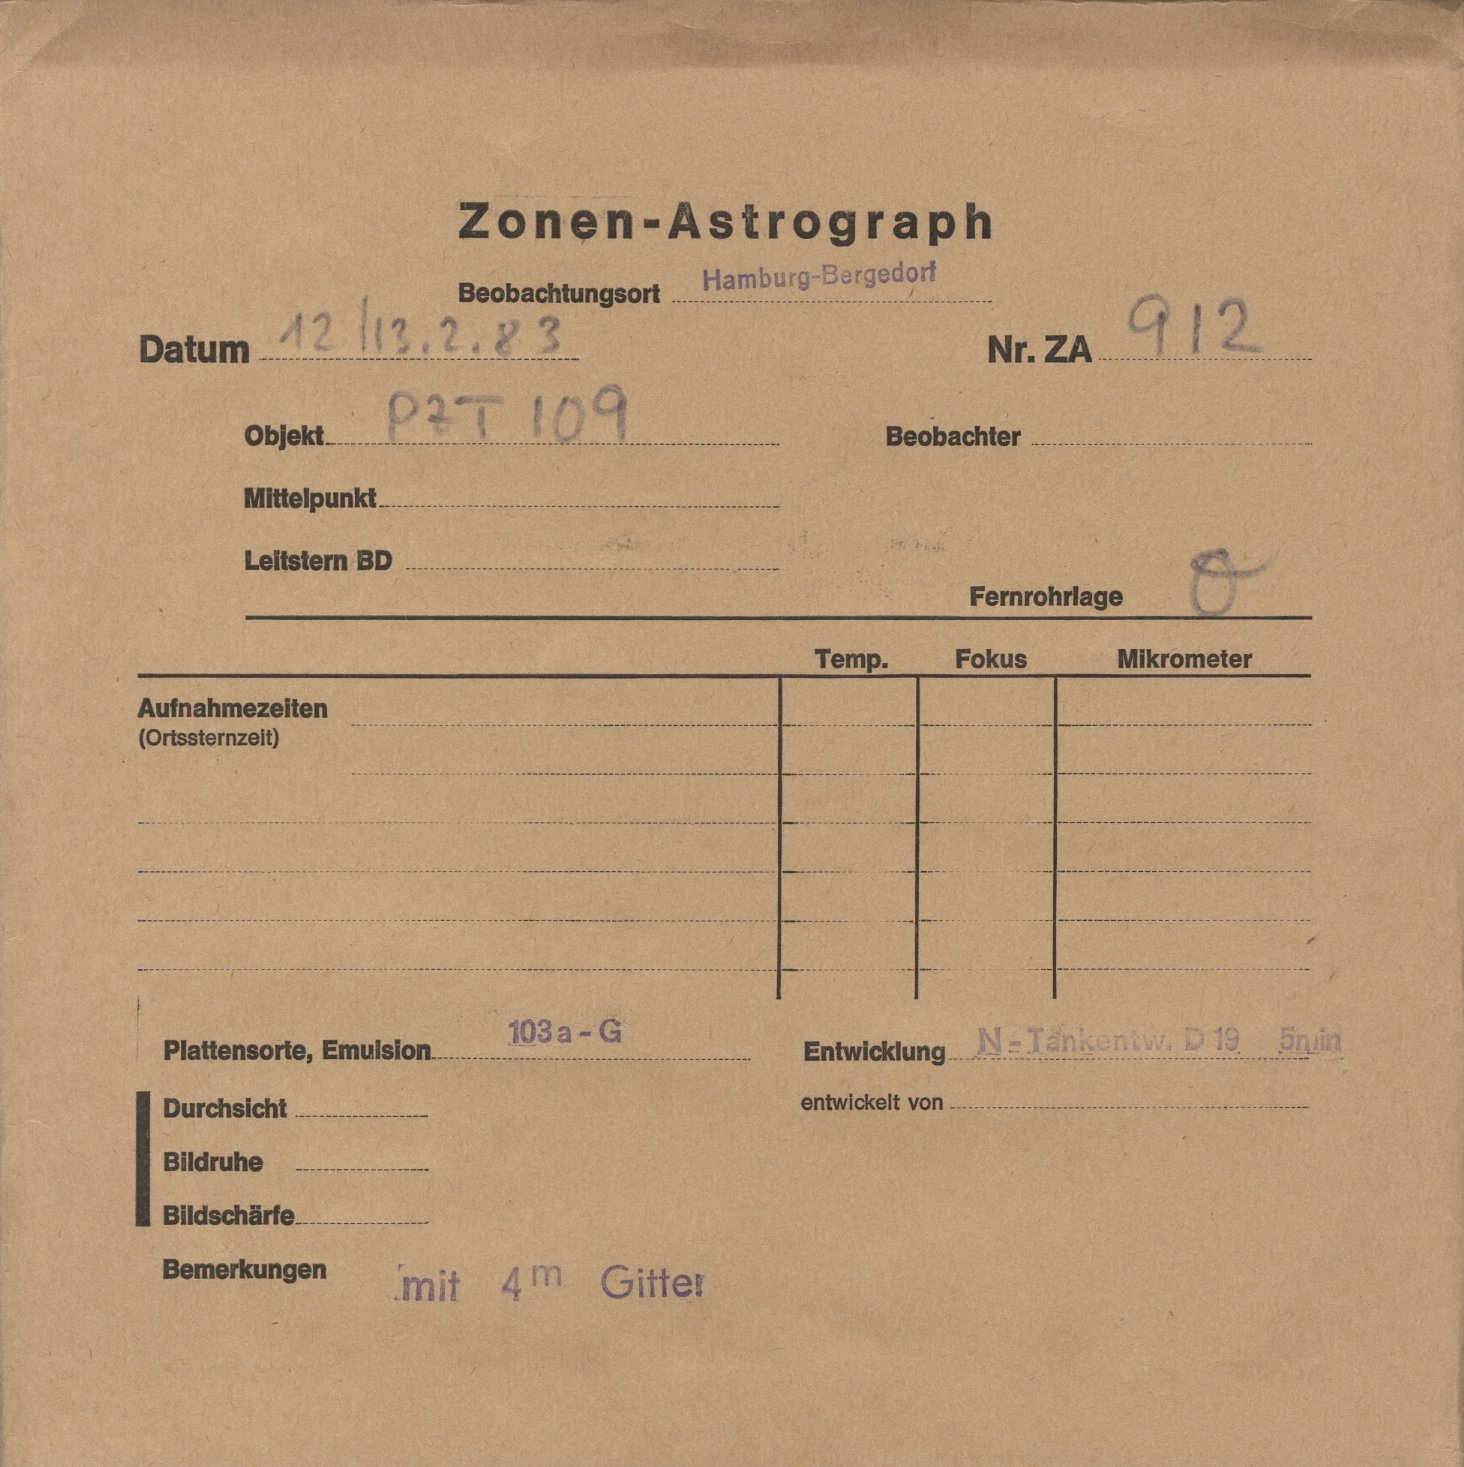 Zonen-Astrograph
Beobachtungsort Hamburg-Bergedorf
Datum 12/13.2.83 Nr. ZA 912
Objekt PZT 109 Beobachter
Mittelpunkt
Leitstern BD
Fernrohrlage O
Temp. Fokus Mikrometer
Aufnahmezeiten
(Ortssternzeit)
Plattensorte, Emulsion 103a-G Entwicklung N-Tankentw. D 19 5min
Durchsicht entwickelt von
Bildruhe
Bildschärfe
Bemerkungen mit 4m Gitter